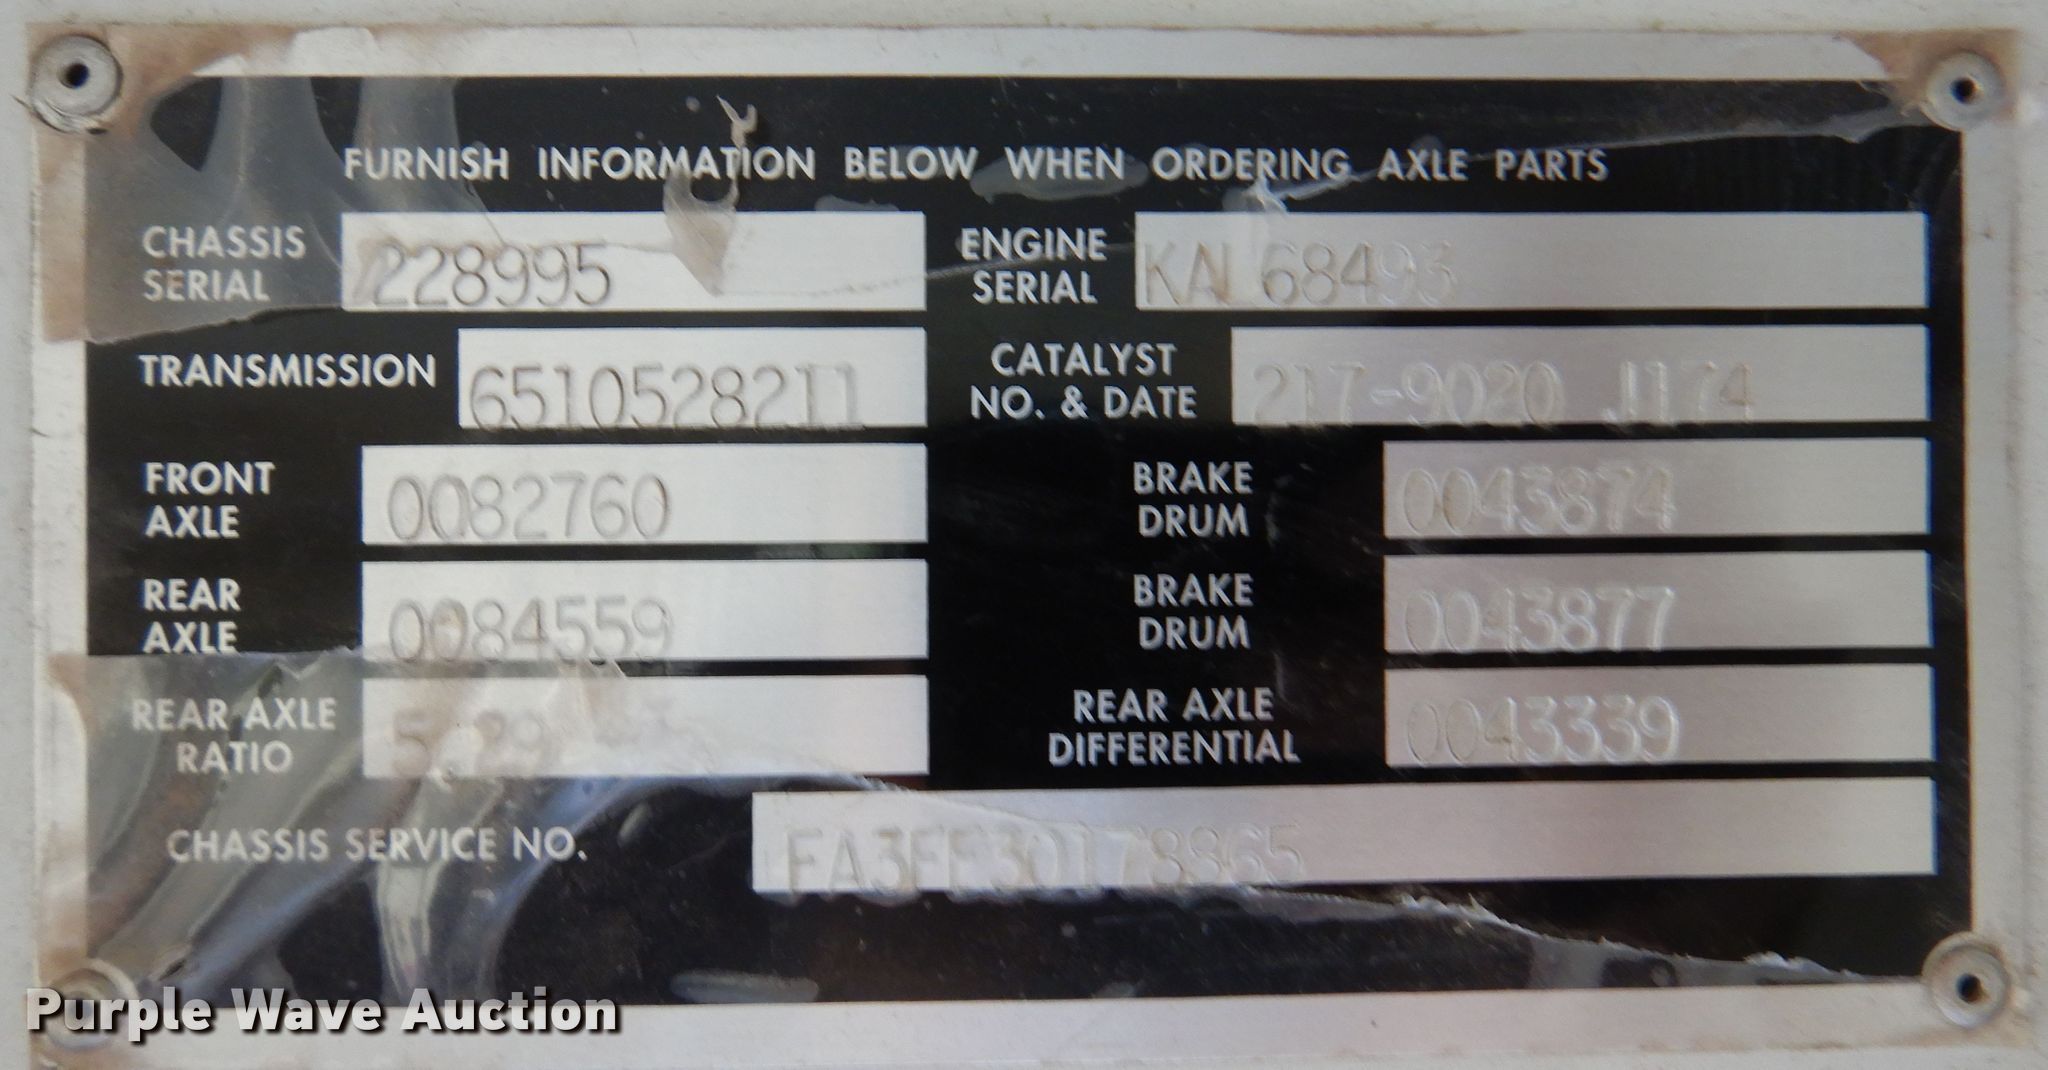 FURNISH INFORMATION BELOW WHEN ORDERING AXLE PARTS
CHASSIS SERIAL 228995
ENGINE SERIAL KAL68493
TRANSMISSION 6510528211
CATALYST NO. & DATE 217-9020 J174
FRONT AXLE 0082760
BRAKE DRUM 0043874
REAR AXLE 0084559
BRAKE DRUM 0043877
REAR AXLE RATIO
REAR AXLE DIFFERENTIAL 0043339
CHASSIS SERVICE NO.
Purple Wave Auction